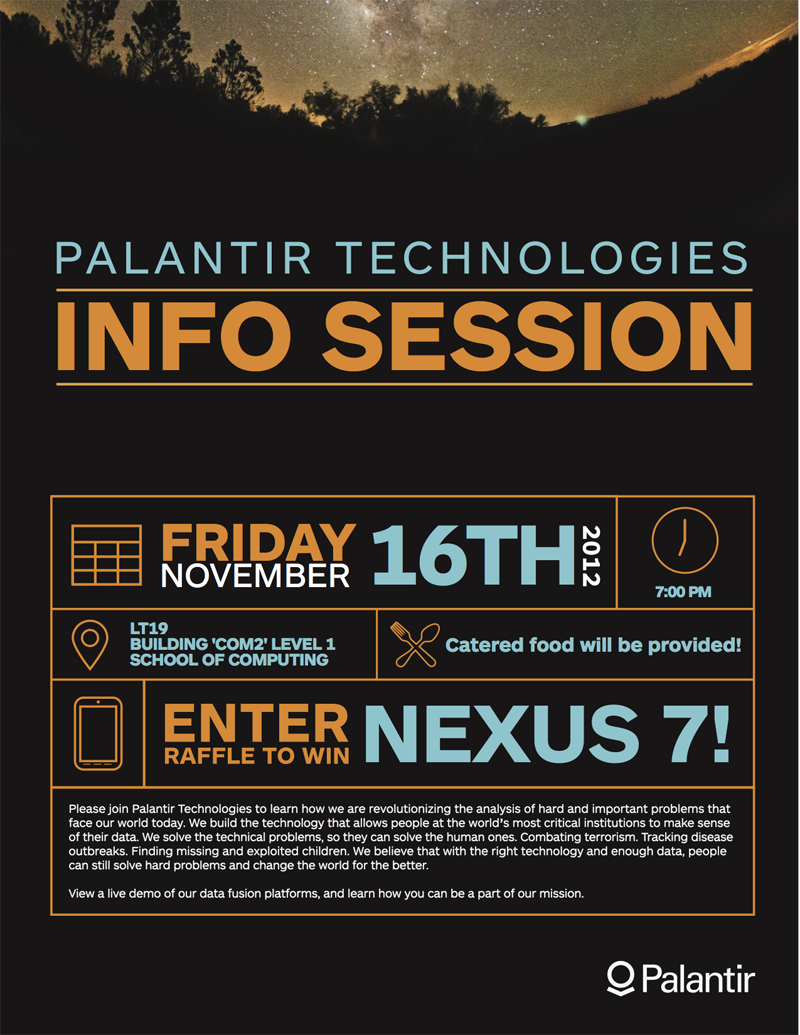 PALANTIR TECHNOLOGIES
INFO SESSION
FRIDAY
NOVEMBER
16TH
2012
7:00 PM
LT19
BUILDING 'COM2' LEVEL 1
SCHOOL OF COMPUTING
Catered food will be provided!
ENTER
RAFFLE TO WIN
NEXUS 7!
Please join Palantir Technologies to learn how we are revolutionizing the analysis of hard and important problems that
face our world today. We build the technology that allows people at the world's most critical institutions to make sense
of their data. We solve the technical problems, so they can solve the human ones. Combating terrorism. Tracking disease
outbreaks. Finding missing and exploited children. We believe that with the right technology and enough data, people
can still solve hard problems and change the world for the better.
View a live demo of our data fusion platforms, and learn how you can be a part of our mission.
Palantir